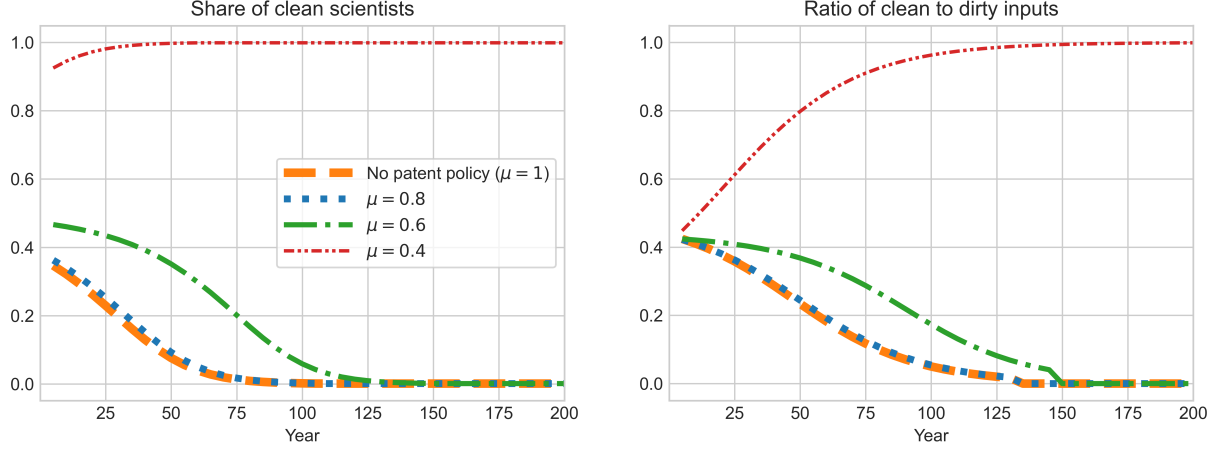 Share of clean scientists
1.0
0.8
0.6
0.4
0.2
0.0
No patent policy (μ = 1)
μ = 0.8
μ = 0.6
μ = 0.4
25 50 75 100 125 150 175 200
Year
Ratio of clean to dirty inputs
1.0
0.8
0.6
0.4
0.2
0.0
25 50 75 100 125 150 175 200
Year